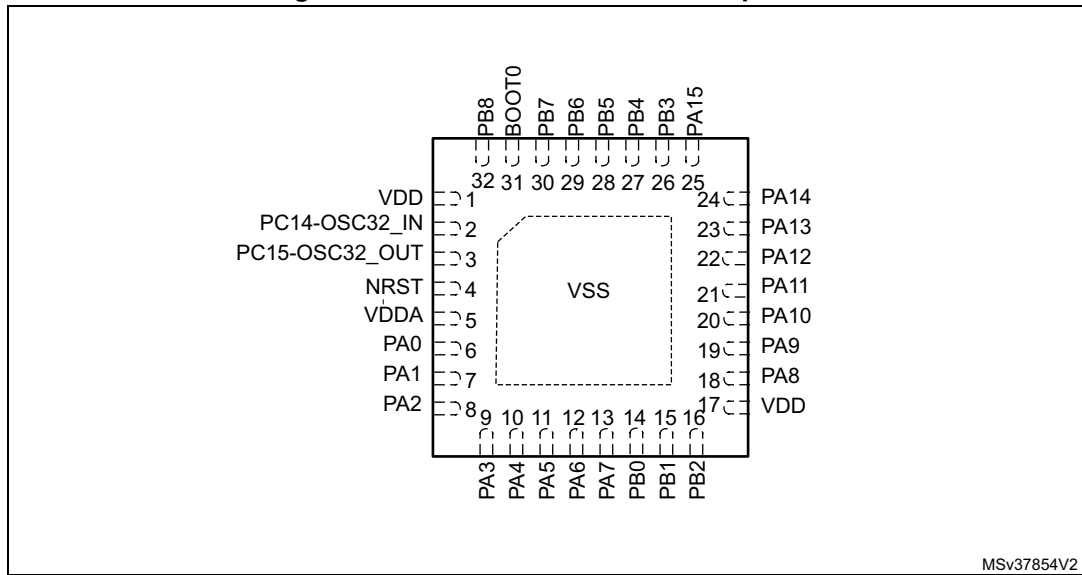 PB8 BOOT0 PB7 PB6 PB5 PB4 PB3 PA15
32 31 30 29 28 27 26 25
VDD 1 24 PA14
PC14-OSC32_IN 2 23 PA13
PC15-OSC32_OUT 3 22 PA12
NRST 4 VSS 21 PA11
VDDA 5 20 PA10
PA0 6 19 PA9
PA1 7 18 PA8
PA2 8 17 VDD
9 10 11 12 13 14 15 16
PA3 PA4 PA5 PA6 PA7 PB0 PB1 PB2
MSv37854V2